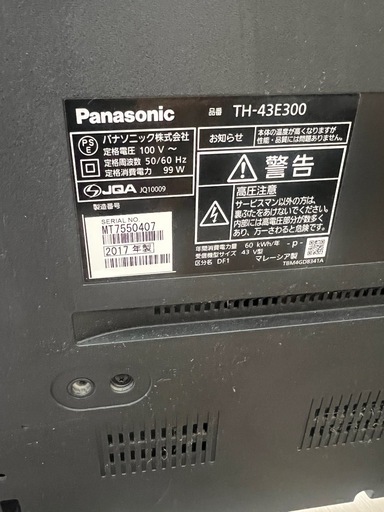 Panasonic
品番 TH-43E300
PSE
パナソニック株式会社
定格電圧 100 V ~
定格周波数 50/60 Hz
定格消費電力 99 W
JQA JQ10009
製造番号
SERIAL NO.
MT7550407
2017 年製
お知らせ
本体の温度が高くなりますが
性能・品質には問題ありません
警告
高圧注意
サービスマン以外の方は、
裏ぶたをあけないでください。
内部には高電圧部分が数多く
あり、万一さわると危険です。
年間消費電力量 60 kWh/年
受信機型サイズ 43 V型
区分名 DF1
-P-
マレーシア製
TBM4GD8341A